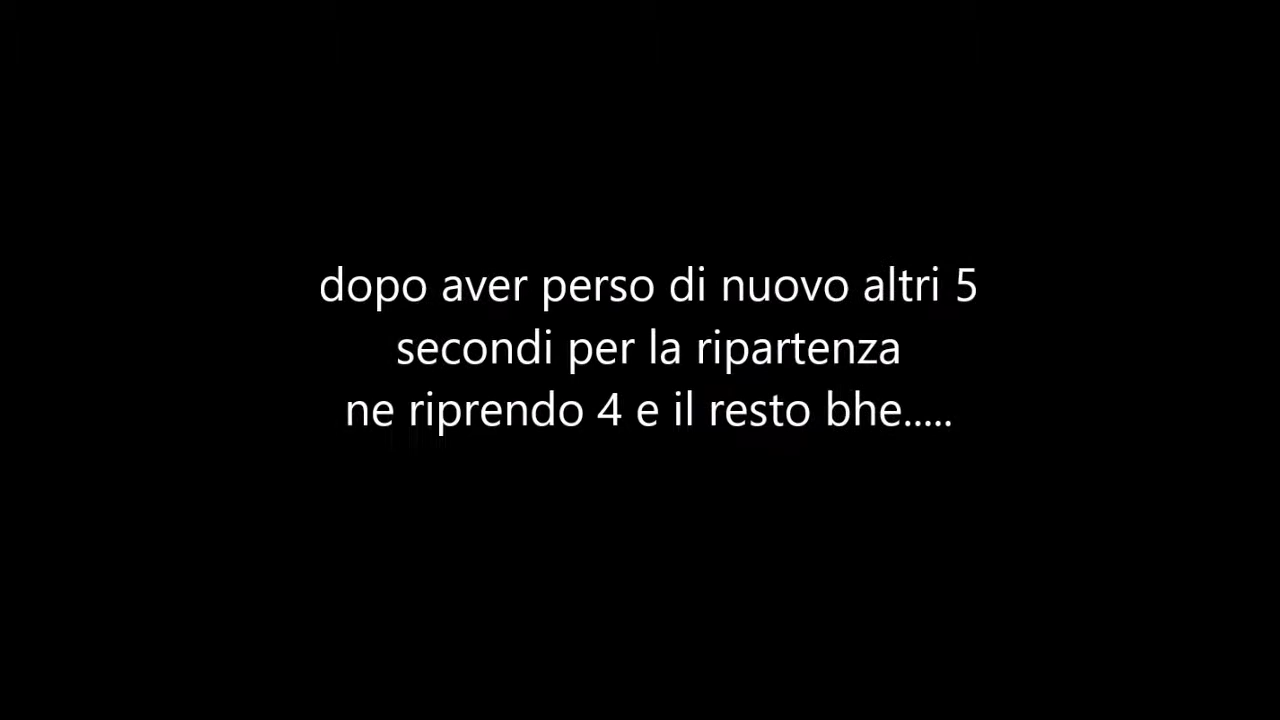 dopo aver perso di nuovo altri 5
secondi per la ripartenza
ne riprendo 4 e il resto bhe.....